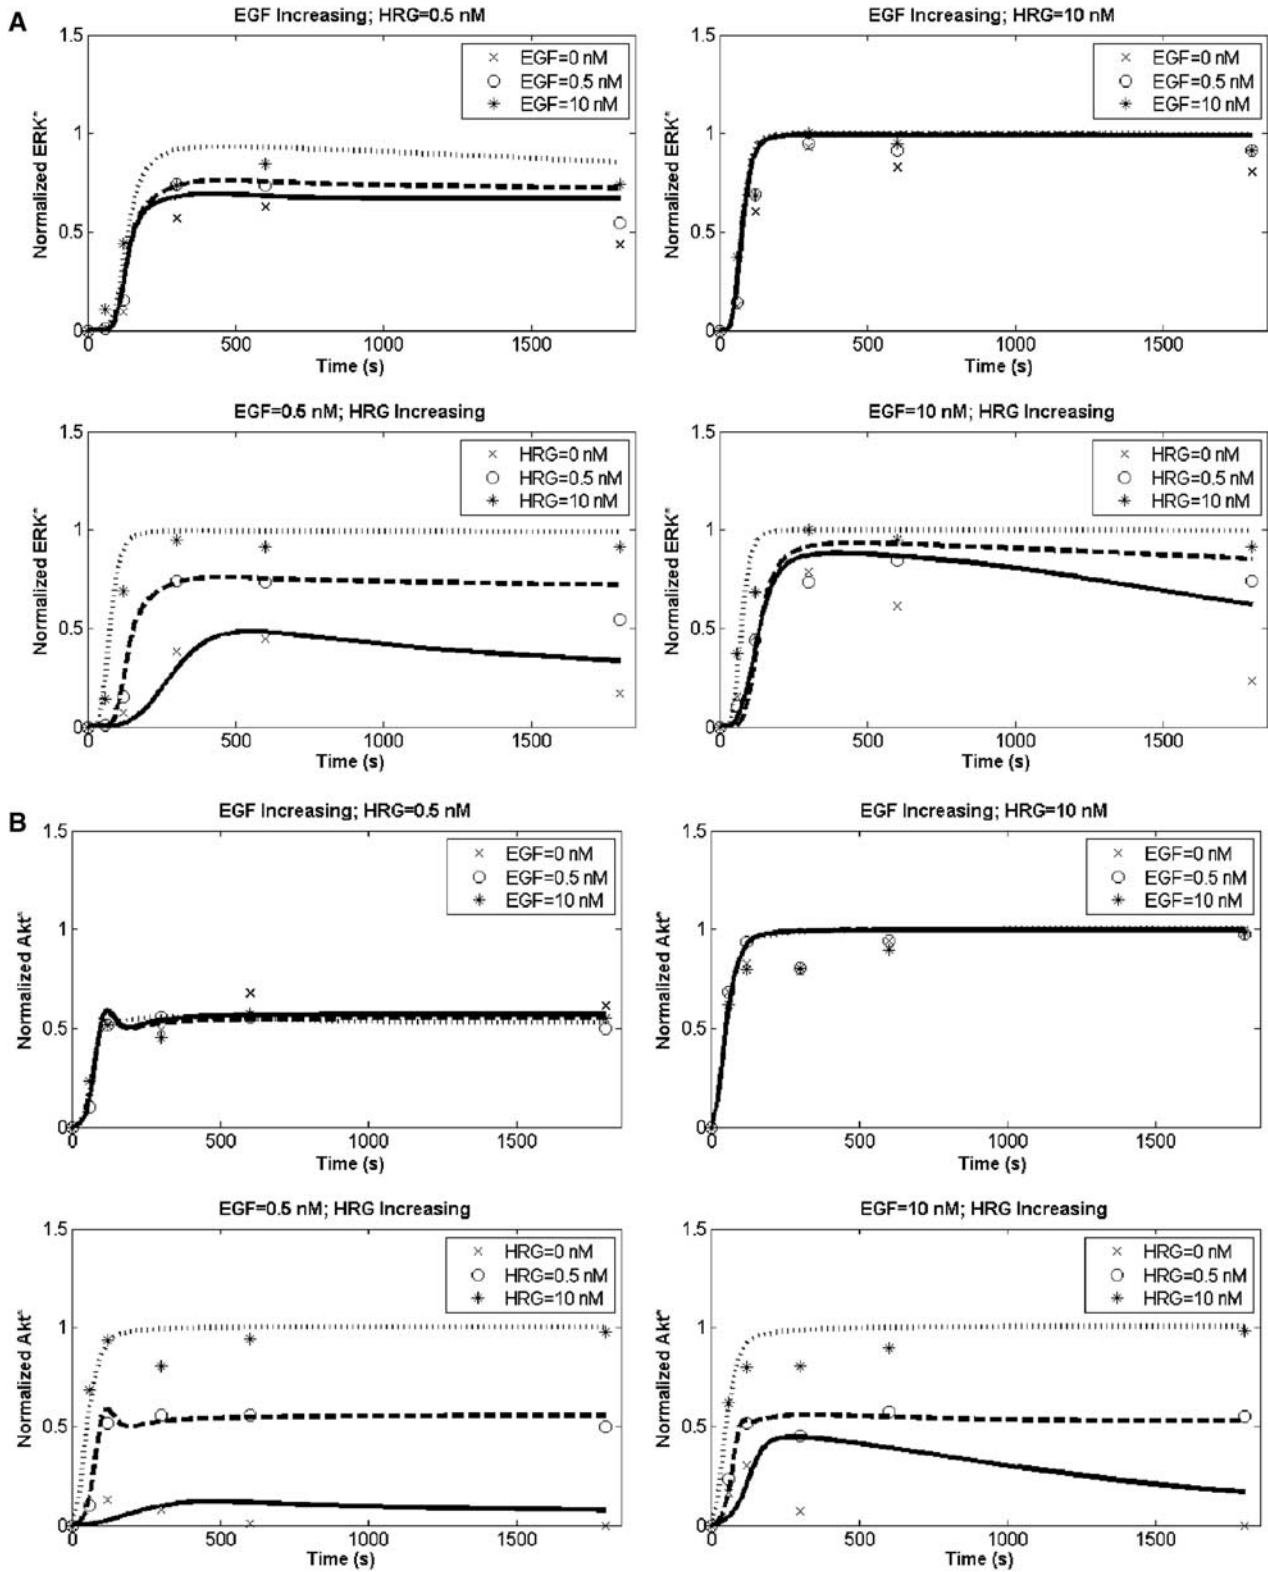 A
EGF Increasing; HRG=0.5 nM
Normalized ERK*
1.5
1
0.5
0
0 500 1000 1500
Time (s)
× EGF=0 nM
○ EGF=0.5 nM
* EGF=10 nM
EGF Increasing; HRG=10 nM
Normalized ERK*
1.5
1
0.5
0
0 500 1000 1500
Time (s)
× EGF=0 nM
○ EGF=0.5 nM
* EGF=10 nM
EGF=0.5 nM; HRG Increasing
Normalized ERK*
1.5
1
0.5
0
0 500 1000 1500
Time (s)
× HRG=0 nM
○ HRG=0.5 nM
* HRG=10 nM
EGF=10 nM; HRG Increasing
Normalized ERK*
1.5
1
0.5
0
0 500 1000 1500
Time (s)
× HRG=0 nM
○ HRG=0.5 nM
* HRG=10 nM
B
EGF Increasing; HRG=0.5 nM
Normalized Akt*
1.5
1
0.5
0
0 500 1000 1500
Time (s)
× EGF=0 nM
○ EGF=0.5 nM
* EGF=10 nM
EGF Increasing; HRG=10 nM
Normalized Akt*
1.5
1
0.5
0
0 500 1000 1500
Time (s)
× EGF=0 nM
○ EGF=0.5 nM
* EGF=10 nM
EGF=0.5 nM; HRG Increasing
Normalized Akt*
1.5
1
0.5
0
0 500 1000 1500
Time (s)
× HRG=0 nM
○ HRG=0.5 nM
* HRG=10 nM
EGF=10 nM; HRG Increasing
Normalized Akt*
1.5
1
0.5
0
0 500 1000 1500
Time (s)
× HRG=0 nM
○ HRG=0.5 nM
* HRG=10 nM